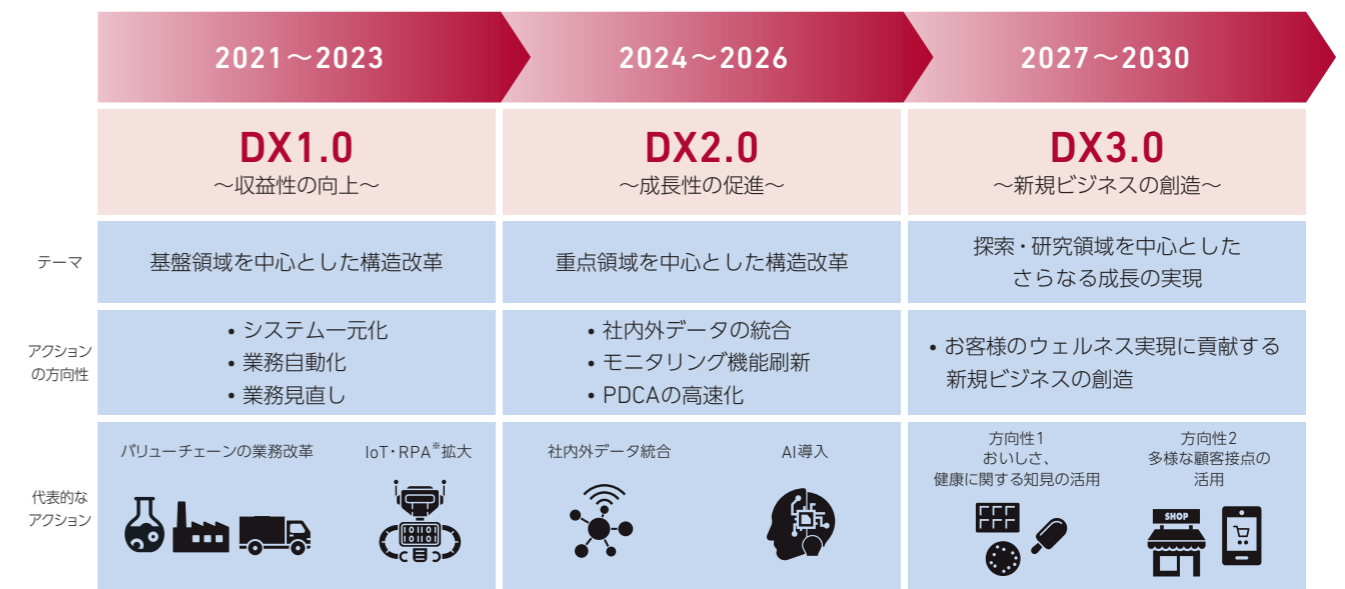 2021～2023
2024～2026
2027～2030
DX1.0
～収益性の向上～
DX2.0
～成長性の促進～
DX3.0
～新規ビジネスの創造～
テーマ
基盤領域を中心とした構造改革
重点領域を中心とした構造改革
探索・研究領域を中心とした
さらなる成長の実現
アクション
の方向性
• システム一元化
• 業務自動化
• 業務見直し
• 社内外データの統合
• モニタリング機能刷新
• PDCAの高速化
• お客様のウェルネス実現に貢献する
新規ビジネスの創造
代表的な
アクション
バリューチェーンの業務改革
IoT・RPA※拡大
01101
01101
社内外データ統合
AI導入
方向性1
おいしさ、
健康に関する知見の活用
方向性2
多様な顧客接点の
活用
SHOP